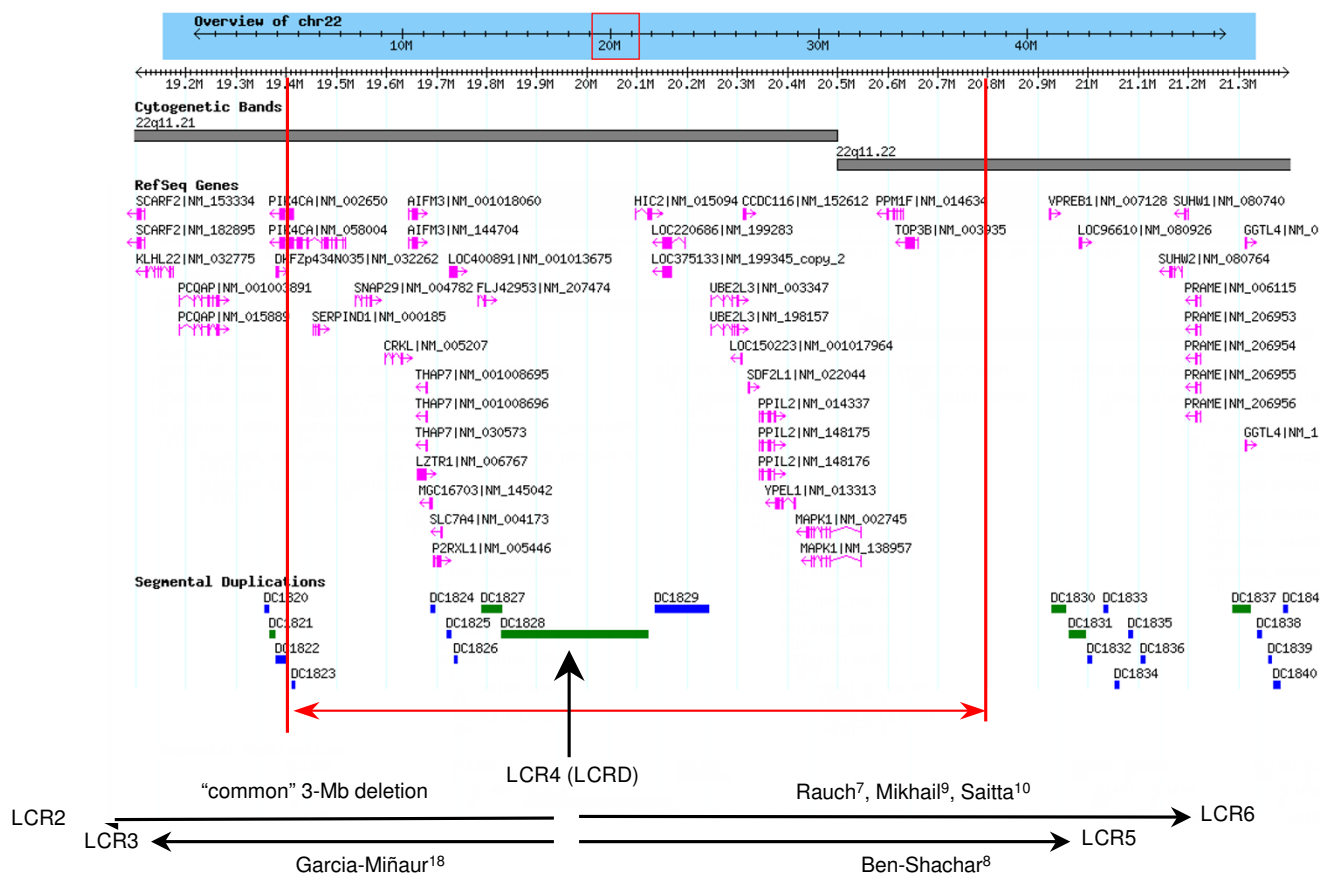 Overview of chr22
10M 20M 30M 40M
19.2M 19.3M 19.4M 19.5M 19.6M 19.7M 19.8M 19.9M 20M 20.1M 20.2M 20.3M 20.4M 20.5M 20.6M 20.7M 20.8M 20.9M 21M 21.1M 21.2M 21.3M
Cytogenetic Bands
22q11.21
22q11.22
RefSeq Genes
SCARF2|NM_153334 PIK4CA|NM_002650 AIFM3|NM_001018060 HIC2|NM_015094 CCDC116|NM_152612 PPM1F|NM_014634 VPREB1|NM_007128 SUHW1|NM_080740
SCARF2|NM_182895 PIK4CA|NM_058004 AIFM3|NM_144704 LOC220686|NM_199283 TOP3B|NM_003935 LOC96610|NM_080926 GGTL4|NM_0
KLHL22|NM_032775 DKFZp434N035|NM_032262 LOC400891|NM_001013675 LOC375133|NM_199345_copy_2 SUHW2|NM_080764
PCQAP|NM_001003891 SNAP29|NM_004782 FLJ42953|NM_207474 UBE2L3|NM_003347 PRAME|NM_006115
PCQAP|NM_015889 SERPIND1|NM_000185 UBE2L3|NM_198157 PRAME|NM_206953
CRKL|NM_005207 LOC150223|NM_001017964 PRAME|NM_206954
THAP7|NM_001008695 SDF2L1|NM_022044 PRAME|NM_206955
THAP7|NM_001008696 PPIL2|NM_014337 PRAME|NM_206956
THAP7|NM_030573 PPIL2|NM_148175 GGTL4|NM_1
LZTR1|NM_006767 PPIL2|NM_148176
MGC16703|NM_145042 YPEL1|NM_013313
SLC7A4|NM_004173 MAPK1|NM_002745
P2RXL1|NM_005446 MAPK1|NM_138957
Segmental Duplications
DC1820 DC1824 DC1827 DC1829 DC1830 DC1833 DC1837 DC184
DC1821 DC1825 DC1828 DC1831 DC1835 DC1838
DC1822 DC1826 DC1832 DC1836 DC1839
DC1823 DC1834 DC1840
LCR4 (LCRD)
“common” 3-Mb deletion Rauch⁷, Mikhail⁹, Saitta¹⁰
LCR2 LCR6
LCR3 LCR5
Garcia-Miñaur¹⁸ Ben-Shachar⁸